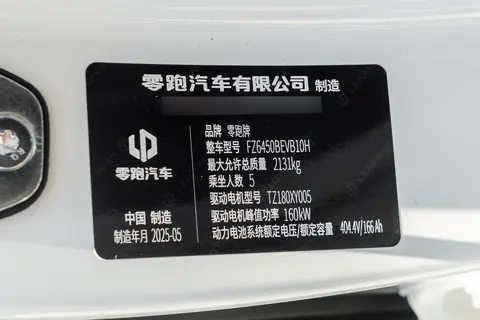 零跑汽车有限公司 制造
品牌 零跑牌
整车型号 FZ6450BEVB10H
最大允许总质量 2131kg
乘坐人数 5
驱动电机型号 TZ180XY005
驱动电机峰值功率 160kW
动力电池系统额定电压/额定容量 404.4V/166Ah
零跑汽车
中国 制造
制造年月 2025-05